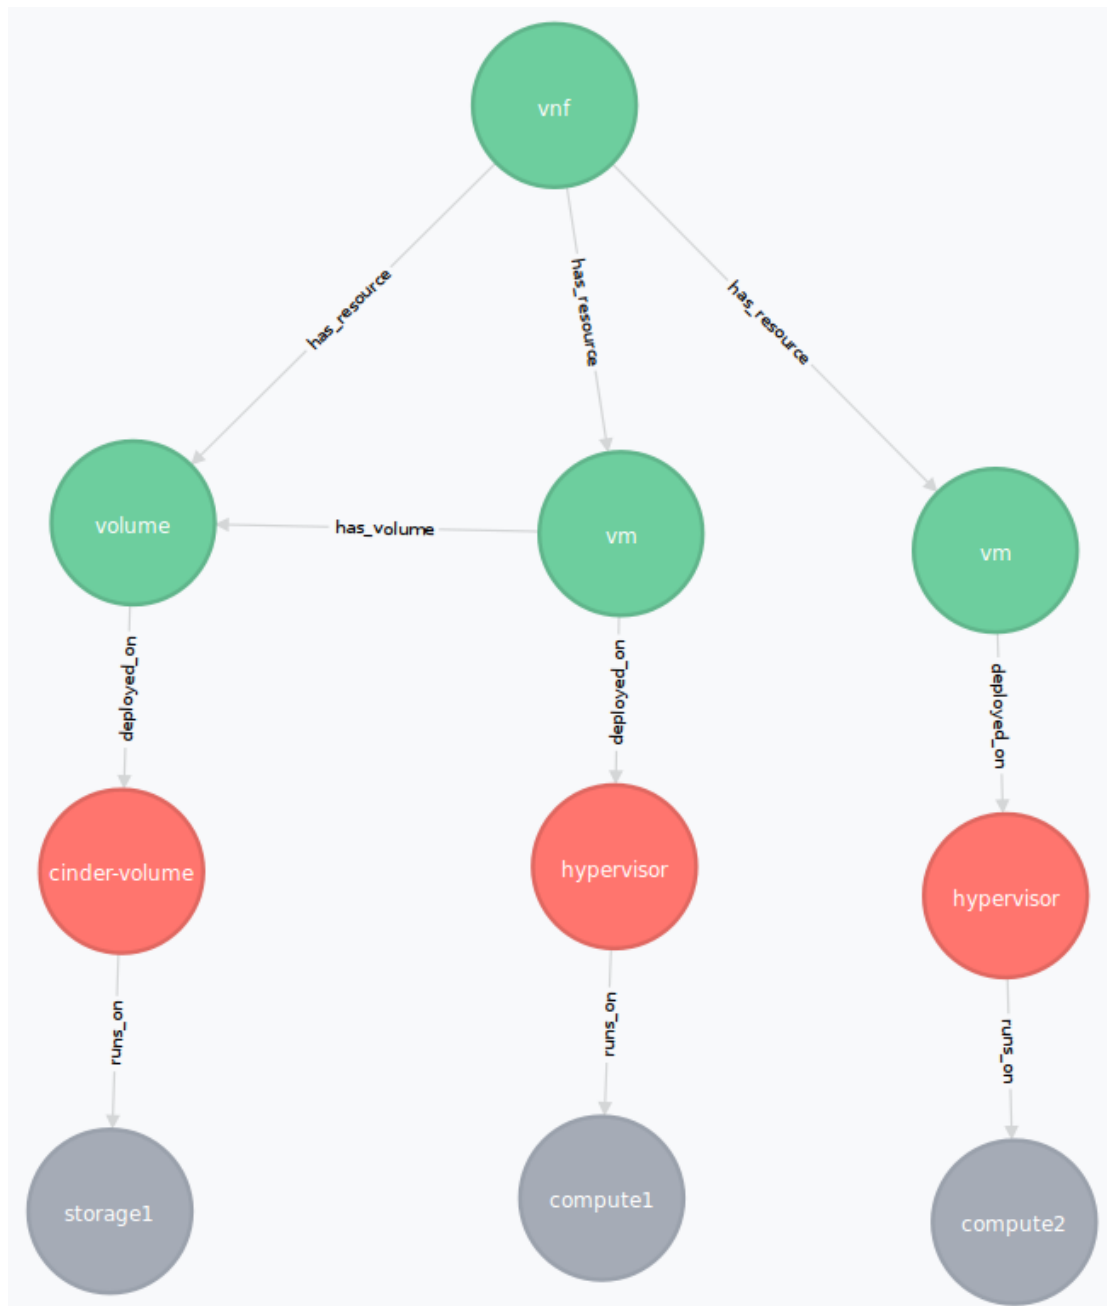 vnf
has_resource
has_resource
has_resource
volume
has_volume
vm
vm
deployed_on
deployed_on
deployed_on
cinder-volume
hypervisor
hypervisor
runs_on
runs_on
runs_on
storage1
compute1
compute2